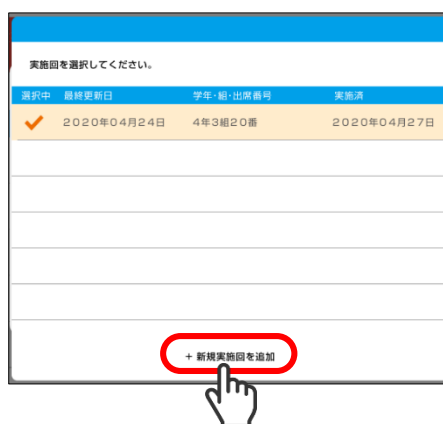 実施回を選択してください。
選択中 最終更新日 学年・組・出席番号 実施済
2020年04月24日 4年3組20番 2020年04月27日
+ 新規実施回を追加